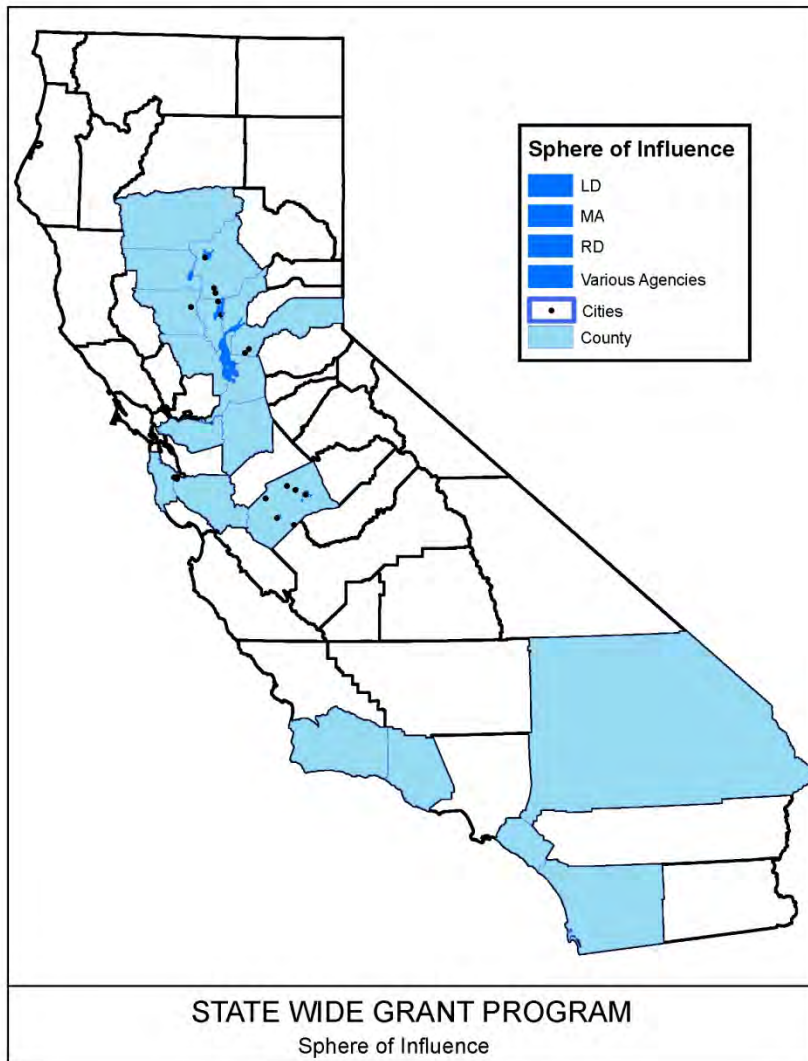 Sphere of Influence
LD
MA
RD
Various Agencies
Cities
County
STATE WIDE GRANT PROGRAM
Sphere of Influence